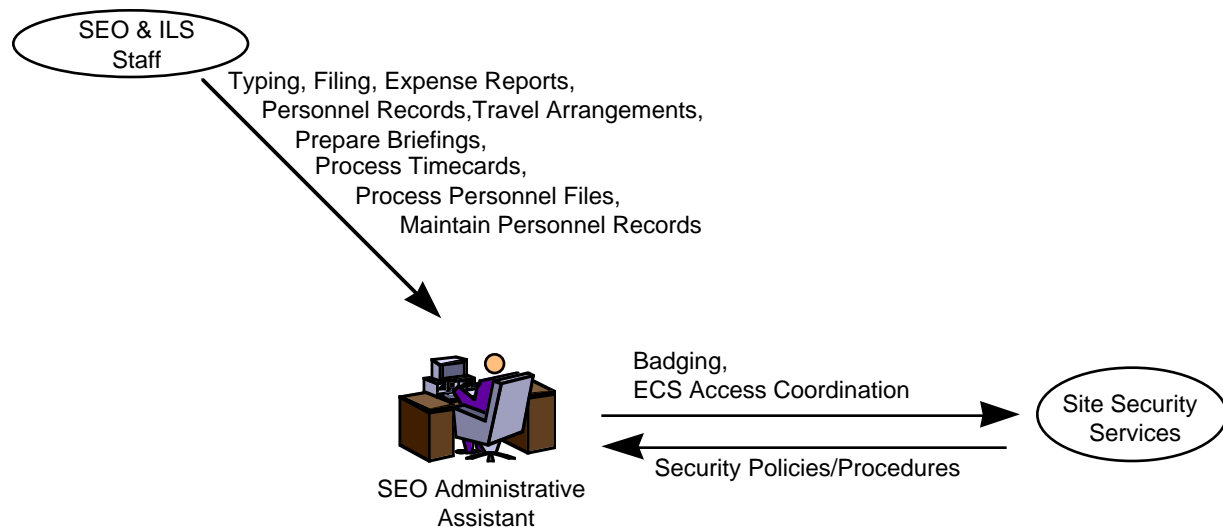 SEO & ILS
Staff
Typing, Filing, Expense Reports,
Personnel Records,Travel Arrangements,
Prepare Briefings,
Process Timecards,
Process Personnel Files,
Maintain Personnel Records
Badging,
ECS Access Coordination
Site Security
Services
Security Policies/Procedures
SEO Administrative
Assistant